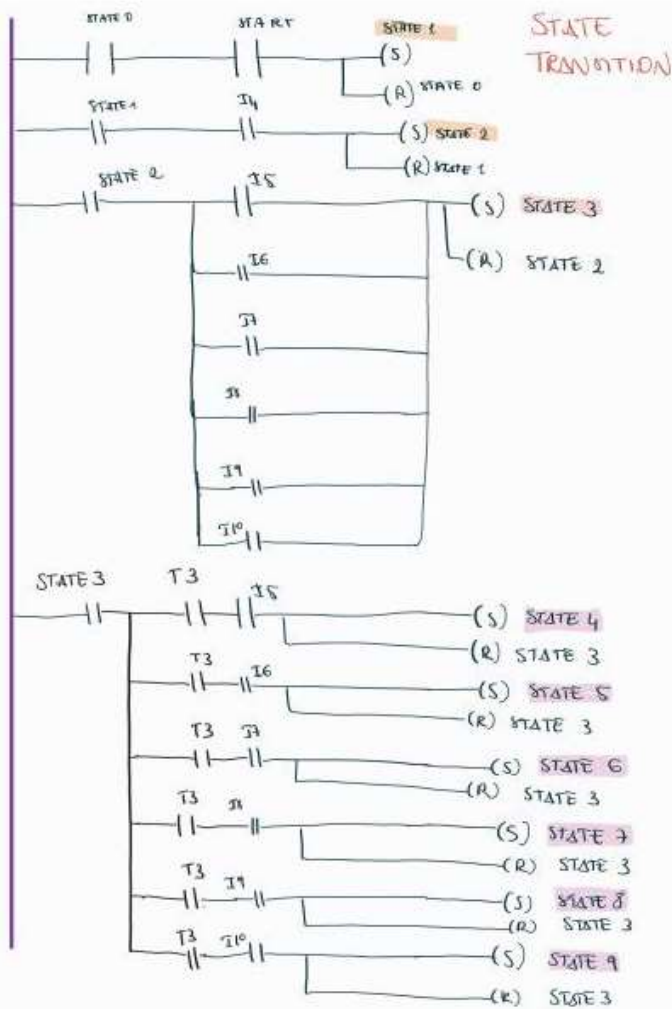 STATE 0 START STATE 1 (S)
STATE
TRANSITION
(R) STATE 0
STATE 1 I4 (S) STATE 2
(R) STATE 1
STATE 2 I5 (S) STATE 3
(R) STATE 2
I6
I7
I8
I9
I10
STATE 3 T3 I5 (S) STATE 4
(R) STATE 3
T3 I6 (S) STATE 5
(R) STATE 3
T3 I7 (S) STATE 6
(R) STATE 3
T3 I8 (S) STATE 7
(R) STATE 3
T3 I9 (S) STATE 8
(R) STATE 3
T3 I10 (S) STATE 9
(R) STATE 3